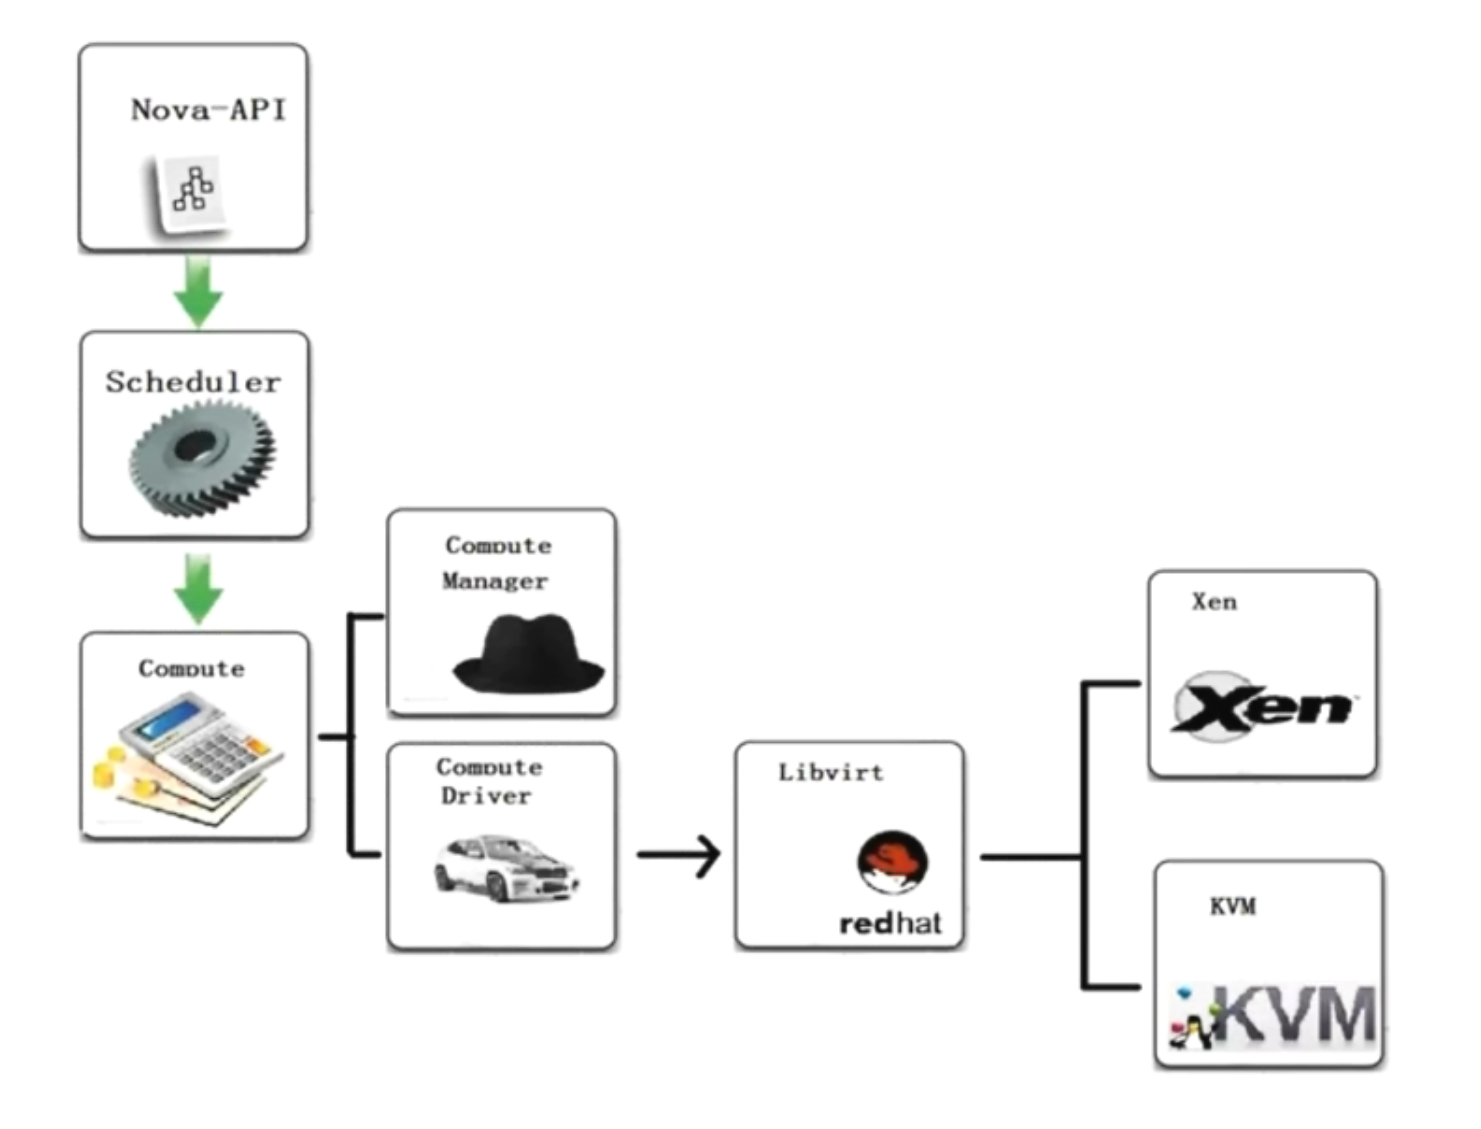 Nova-API
Scheduler
Compute
Compute
Manager
Compute
Driver
Libvirt
redhat
Xen
Xen
KVM
KVM